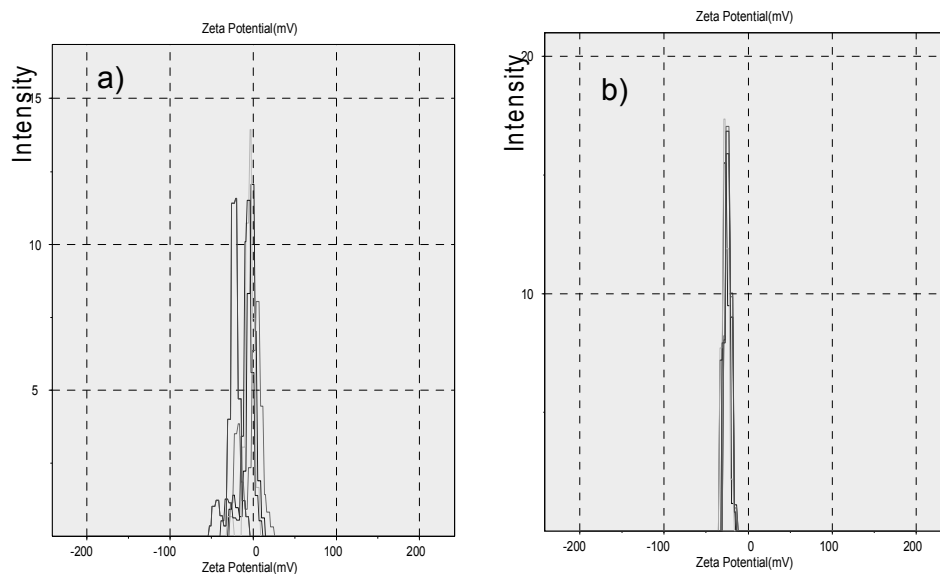 Zeta Potential(mV)
Intensity
a)
15
10
5
-200 -100 0 100 200
Zeta Potential(mV)
Zeta Potential(mV)
Intensity
b)
20
10
-200 -100 0 100 200
Zeta Potential(mV)